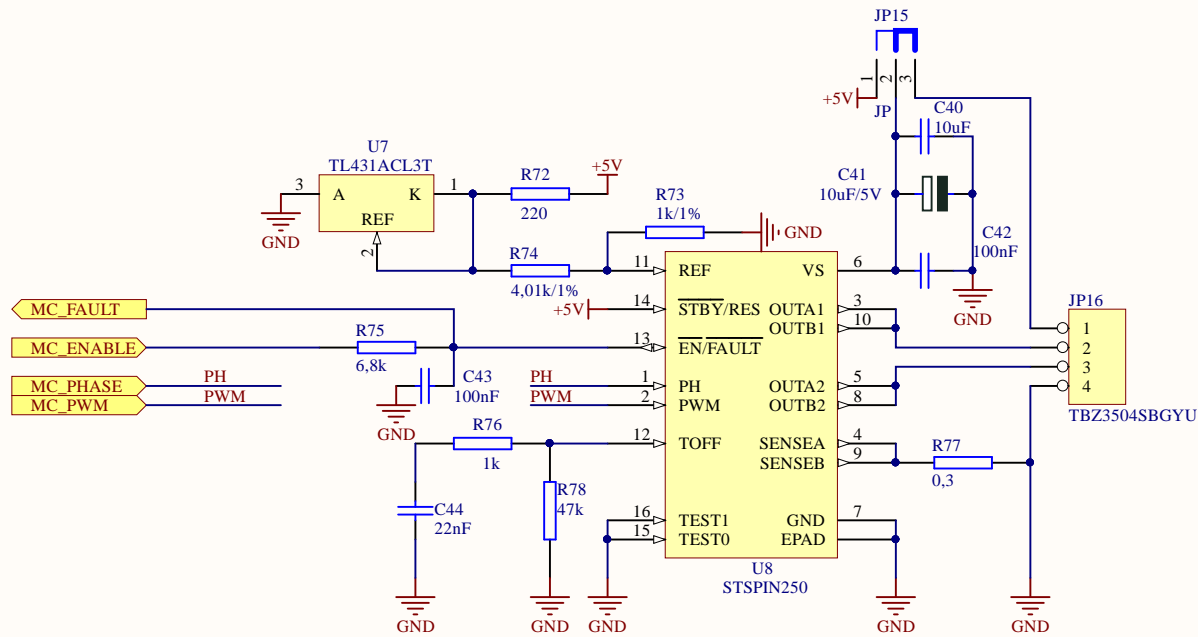 JP15
1
2
3
+5V
JP
C40
10uF
U7
TL431ACL3T
3
A
K
1
REF
2
GND
R72
220
+5V
R73
1k/1%
GND
C41
10uF/5V
C42
100nF
GND
R74
4,01k/1%
11
REF
VS
6
MC_FAULT
+5V
14
STBY/RES
OUTA1
3
OUTB1
10
JP16
1
2
3
4
TBZ3504SBGYU
MC_ENABLE
R75
6,8k
13
EN/FAULT
MC_PHASE
PH
MC_PWM
PWM
C43
100nF
GND
PH
1
PH
OUTA2
5
PWM
2
PWM
OUTB2
8
R76
1k
12
TOFF
SENSEA
4
SENSEB
9
R77
0,3
C44
22nF
R78
47k
16
TEST1
GND
7
15
TEST0
EPAD
U8
STSPIN250
GND
GND
GND
GND
GND